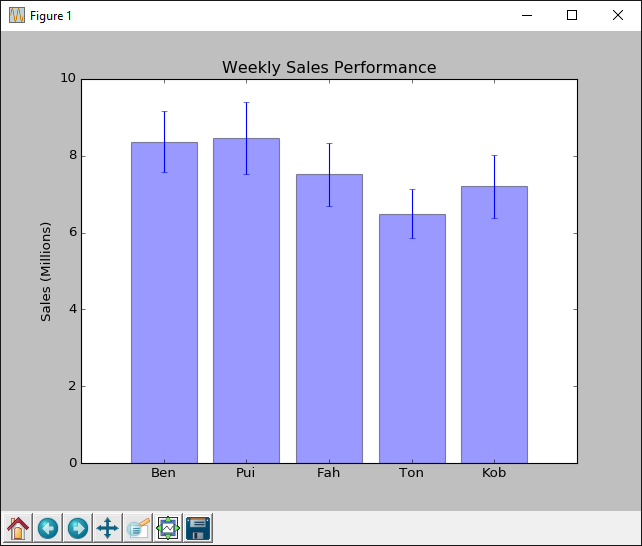 Figure 1
Weekly Sales Performance
10
8
6
4
2
0
Sales (Millions)
Ben Pui Fah Ton Kob